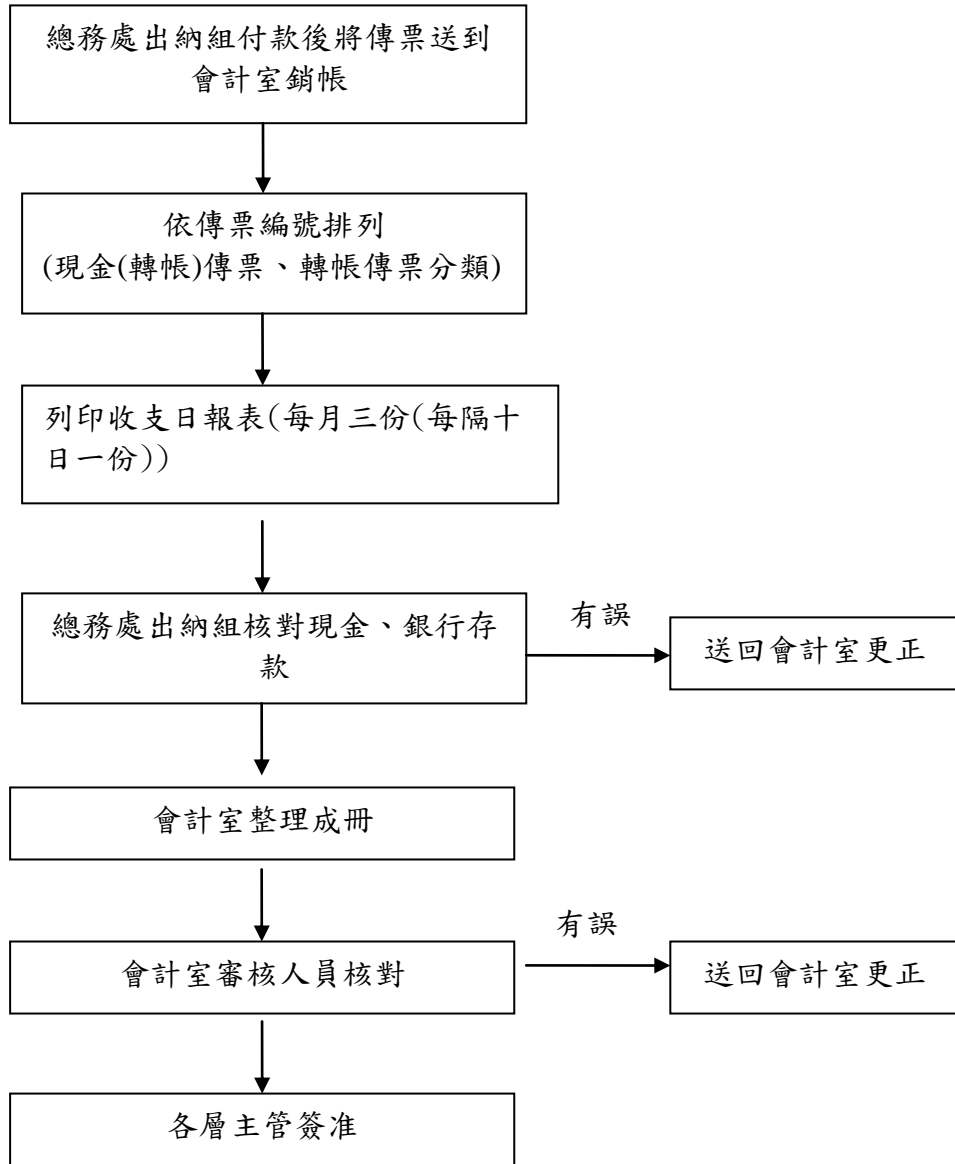 總務處出納組付款後將傳票送到
會計室銷帳
依傳票編號排列
(現金(轉帳)傳票、轉帳傳票分類)
列印收支日報表(每月三份(每隔十
日一份))
總務處出納組核對現金、銀行存
款
有誤
送回會計室更正
會計室整理成冊
會計室審核人員核對
有誤
送回會計室更正
各層主管簽准